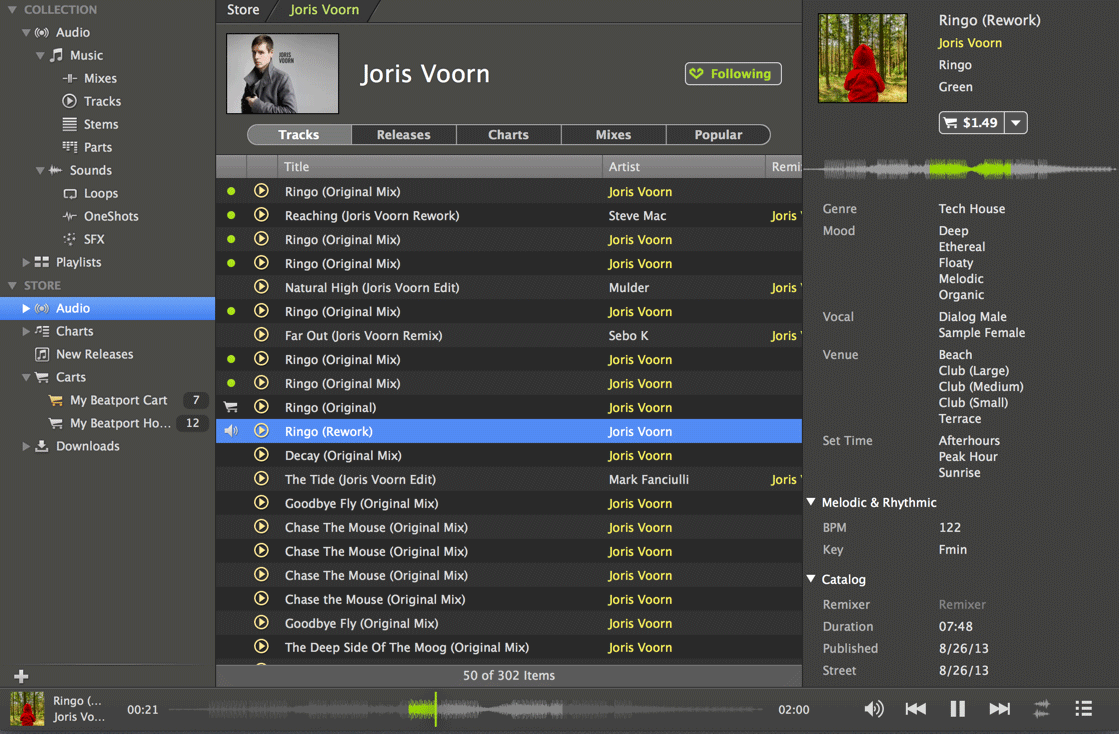 COLLECTION
Audio
Music
Mixes
Tracks
Stems
Parts
Sounds
Loops
OneShots
SFX
Playlists
STORE
Audio
Charts
New Releases
Carts
My Beatport Cart 7
My Beatport Ho... 12
Downloads
Store Joris Voorn
JORIS
VOORN
Joris Voorn
Following
Tracks Releases Charts Mixes Popular
Title Artist Remi
Ringo (Original Mix) Joris Voorn
Reaching (Joris Voorn Rework) Steve Mac Joris
Ringo (Original Mix) Joris Voorn
Ringo (Original Mix) Joris Voorn
Natural High (Joris Voorn Edit) Mulder Joris
Ringo (Original Mix) Joris Voorn
Far Out (Joris Voorn Remix) Sebo K Joris
Ringo (Original Mix) Joris Voorn
Ringo (Original Mix) Joris Voorn
Ringo (Original) Joris Voorn
Ringo (Rework) Joris Voorn
Decay (Original Mix) Joris Voorn
The Tide (Joris Voorn Edit) Mark Fanciulli Joris
Goodbye Fly (Original Mix) Joris Voorn
Chase The Mouse (Original Mix) Joris Voorn
Chase The Mouse (Original Mix) Joris Voorn
Chase The Mouse (Original Mix) Joris Voorn
Chase the Mouse (Original Mix) Joris Voorn
Goodbye Fly (Original Mix) Joris Voorn
The Deep Side Of The Moog (Original Mix) Joris Voorn
50 of 302 Items
Ringo (Rework)
Joris Voorn
Ringo
Green
$1.49
Genre Tech House
Mood Deep
Ethereal
Floaty
Melodic
Organic
Vocal Dialog Male
Sample Female
Venue Beach
Club (Large)
Club (Medium)
Club (Small)
Terrace
Set Time Afterhours
Peak Hour
Sunrise
Melodic & Rhythmic
BPM 122
Key Fmin
Catalog
Remixer Remixer
Duration 07:48
Published 8/26/13
Street 8/26/13
Ringo (...
Joris Vo...
00:21
02:00